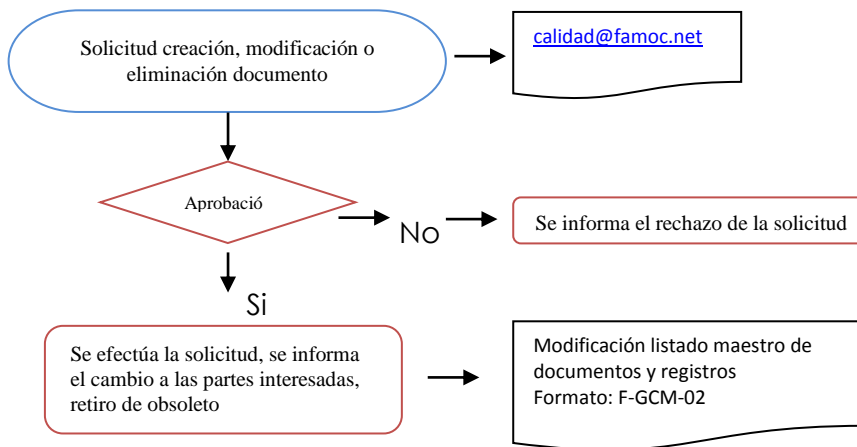 Solicitud creación, modificación o
eliminación documento
calidad@famoc.net
Aprobació
No
Se informa el rechazo de la solicitud
Si
Se efectúa la solicitud, se informa
el cambio a las partes interesadas,
retiro de obsoleto
Modificación listado maestro de
documentos y registros
Formato: F-GCM-02